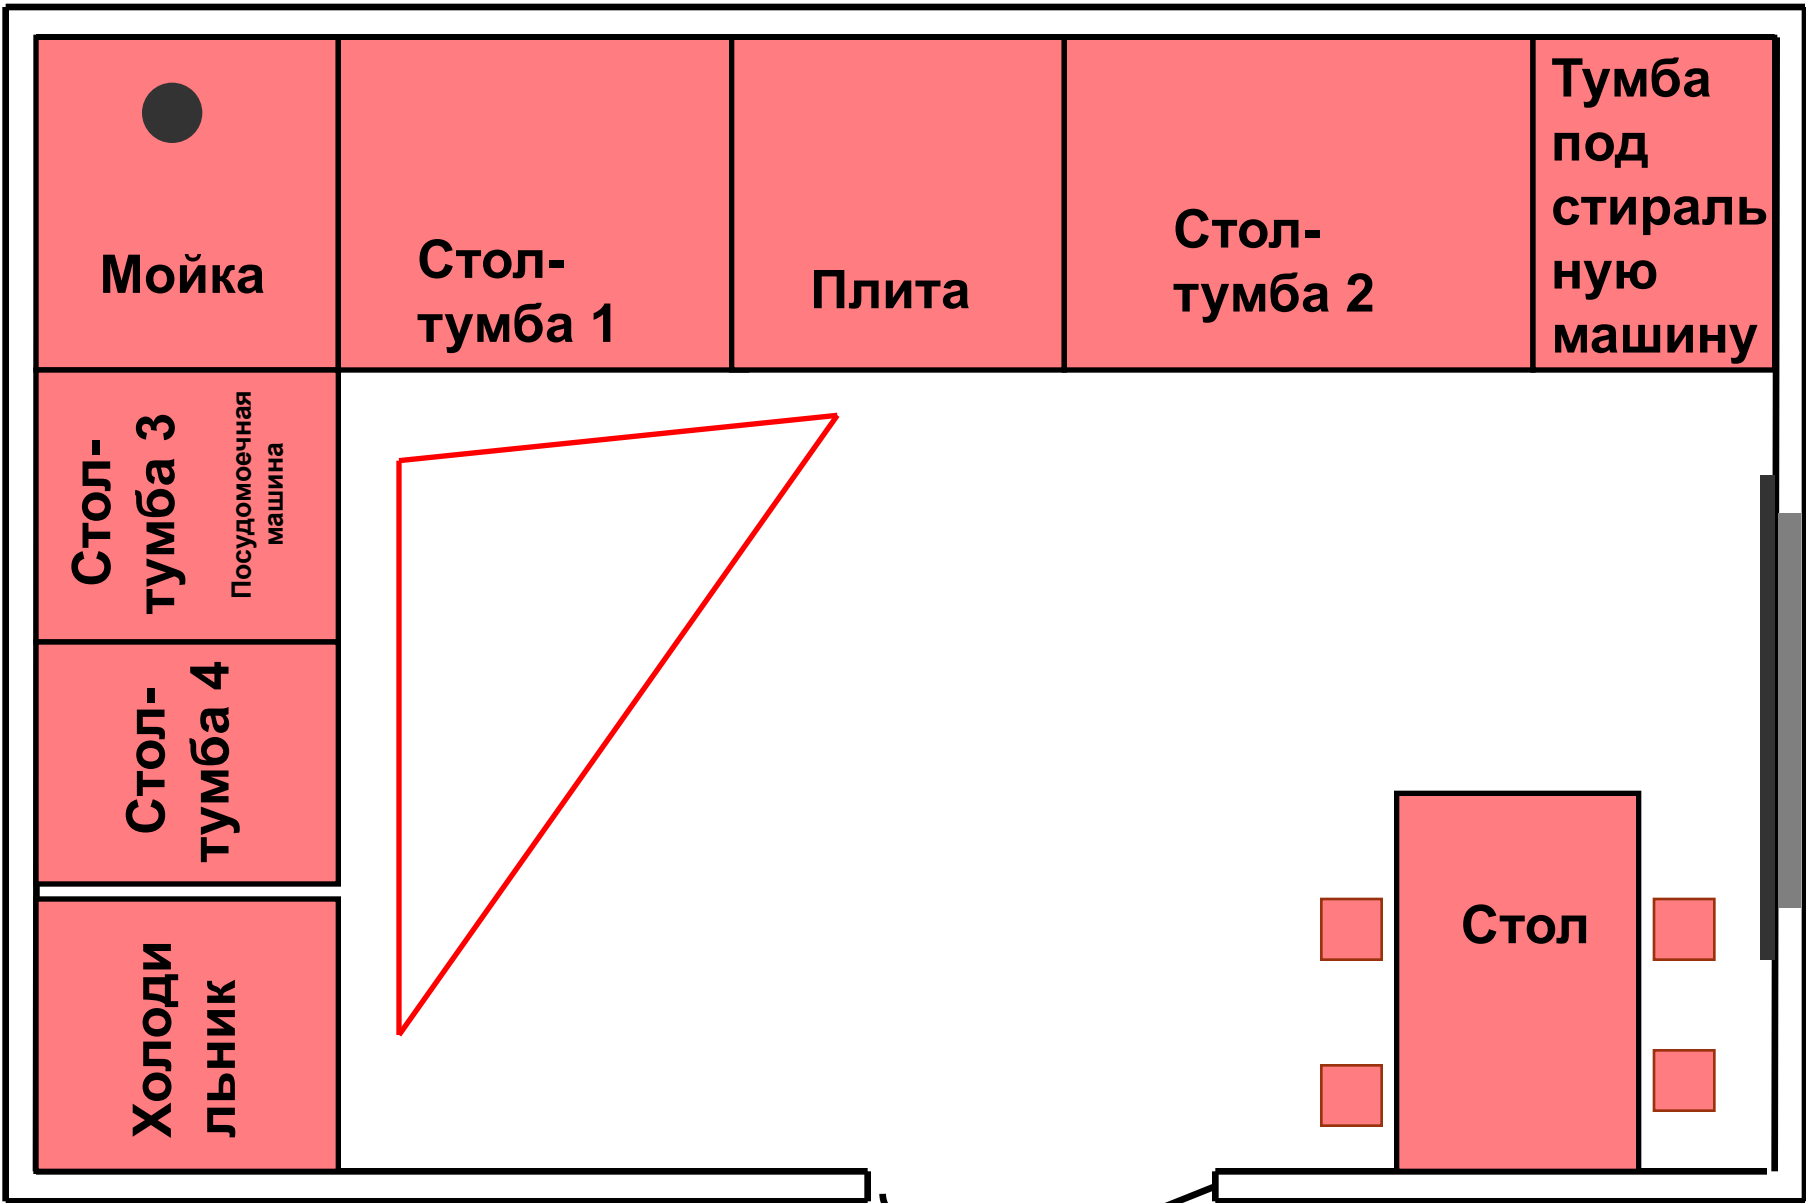 Мойка
Стол-
тумба 1
Плита
Стол-
тумба 2
Тумба
под
стираль
ную
машину
Стол-
тумба 3
Посудомоечная
машина
Стол-
тумба 4
Холоди
льник
Стол